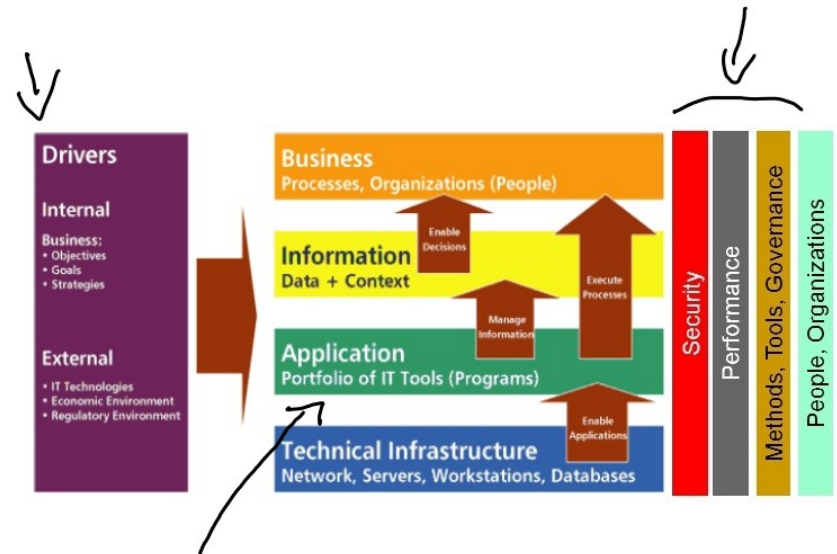 Drivers
Internal
Business:
• Objectives
• Goals
• Strategies
External
• IT Technologies
• Economic Environment
• Regulatory Environment
Business
Processes, Organizations (People)
Enable
Decisions
Information
Data + Context
Execute
Processes
Manage
Information
Application
Portfolio of IT Tools (Programs)
Enable
Applications
Technical Infrastructure
Network, Servers, Workstations, Databases
Security
Performance
Methods, Tools, Governance
People, Organizations